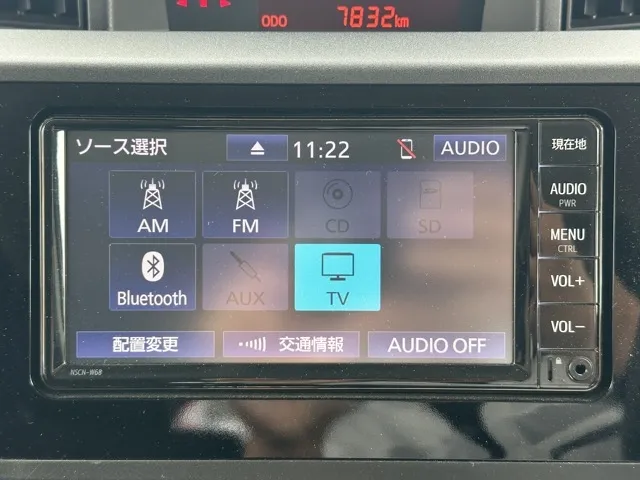 ODO 7832km
ソース選択 11:22 AUDIO
現在地
AM FM CD SD
AUDIO
PWR
MENU
CTRL
Bluetooth AUX TV
VOL+
VOL-
配置変更 交通情報 AUDIO OFF
NSCN-W68